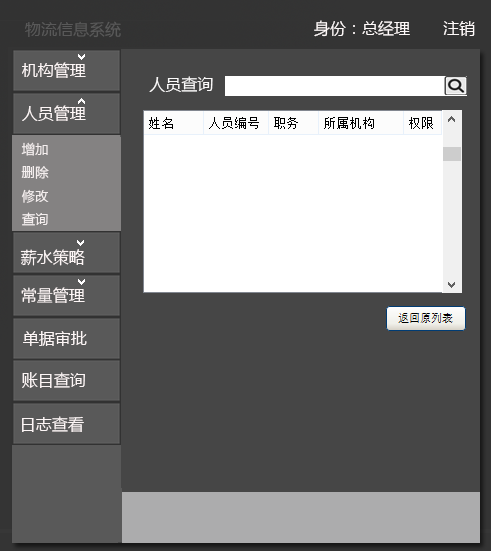 物流信息系统
身份：总经理 注销
机构管理
人员管理
增加
删除
修改
查询
薪水策略
常量管理
单据审批
账目查询
日志查看
人员查询
姓名 人员编号 职务 所属机构 权限
返回原列表